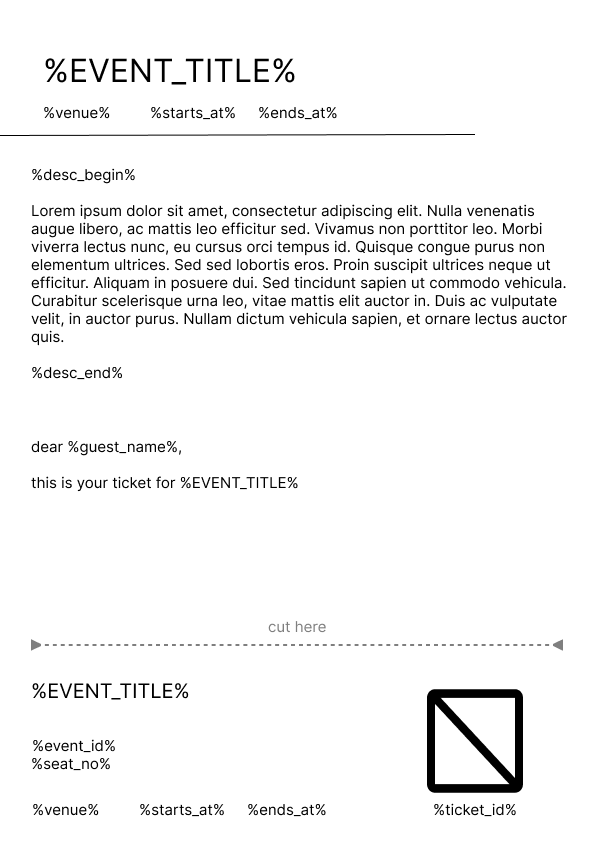 %EVENT_TITLE%
%venue% %starts_at% %ends_at%
%desc_begin%
Lorem ipsum dolor sit amet, consectetur adipiscing elit. Nulla venenatis
augue libero, ac mattis leo efficitur sed. Vivamus non porttitor leo. Morbi
viverra lectus nunc, eu cursus orci tempus id. Quisque congue purus non
elementum ultrices. Sed sed lobortis eros. Proin suscipit ultrices neque ut
efficitur. Aliquam in posuere dui. Sed tincidunt sapien ut commodo vehicula.
Curabitur scelerisque urna leo, vitae mattis elit auctor in. Duis ac vulputate
velit, in auctor purus. Nullam dictum vehicula sapien, et ornare lectus auctor
quis.
%desc_end%
dear %guest_name%,
this is your ticket for %EVENT_TITLE%
cut here
%EVENT_TITLE%
%event_id%
%seat_no%
%venue% %starts_at% %ends_at% %ticket_id%